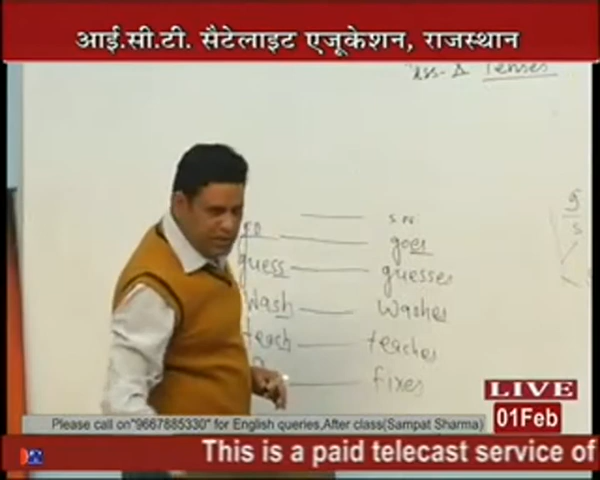 आई.सी.टी. सैटेलाइट एजूकेशन, राजस्थान
Tenses
go goes
guess guesses
Wash Washes
teach teaches
Fixes
LIVE
01Feb
Please call on"9667885330" for English queries,After class(Sampat Sharma)
This is a paid telecast service of